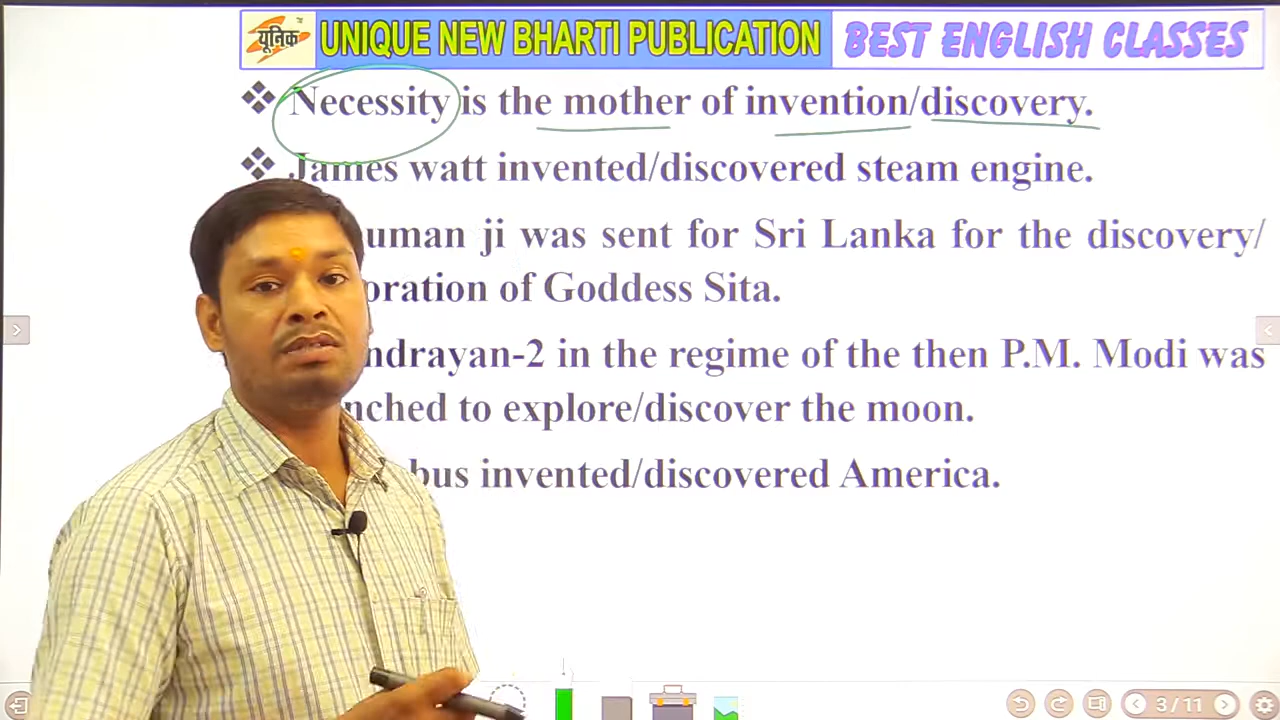 यूनिक UNIQUE NEW BHARTI PUBLICATION BEST ENGLISH CLASSES
❖ Necessity is the mother of invention/discovery.
❖ James watt invented/discovered steam engine.
uman ji was sent for Sri Lanka for the discovery/
oration of Goddess Sita.
ndrayan-2 in the regime of the then P.M. Modi was
nched to explore/discover the moon.
bus invented/discovered America.
3/11